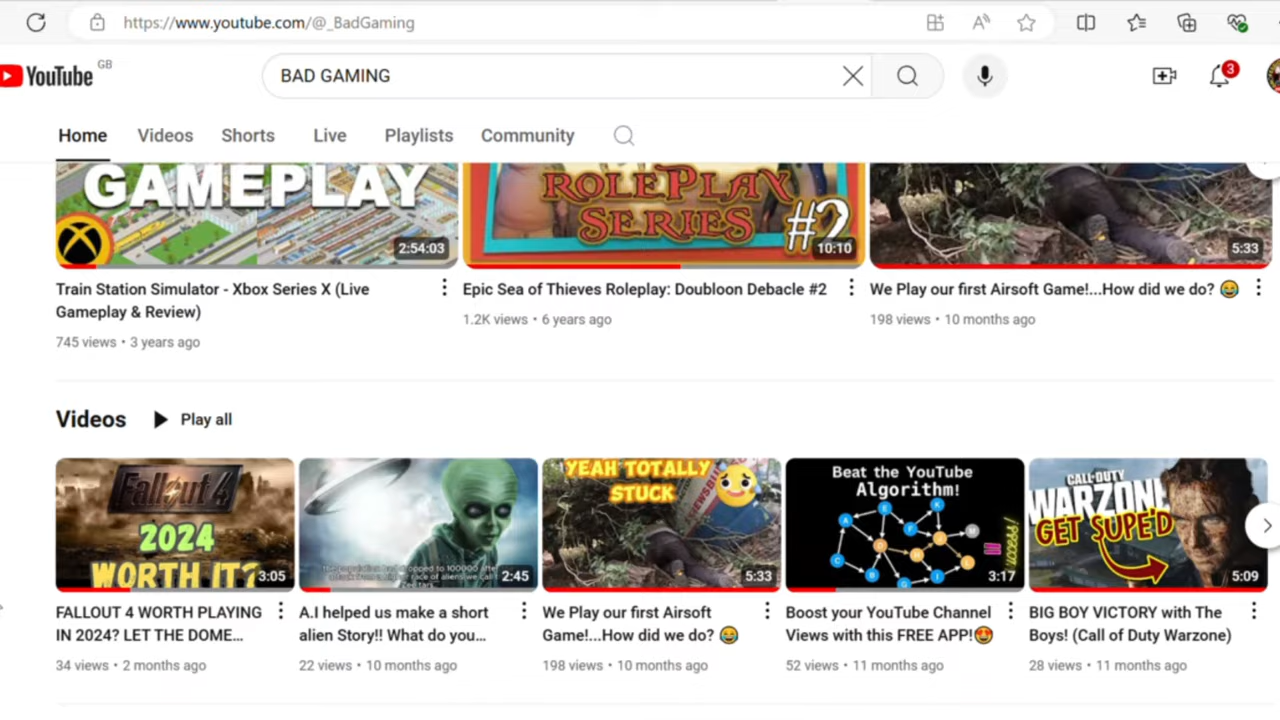 https://www.youtube.com/@_BadGaming
YouTube GB
BAD GAMING
3
Home Videos Shorts Live Playlists Community
GAMEPLAY
2:54:03
ROLEPLAY
SERIES
#2
10:10
5:33
Train Station Simulator - Xbox Series X (Live
Gameplay & Review)
745 views • 3 years ago
Epic Sea of Thieves Roleplay: Doubloon Debacle #2
1.2K views • 6 years ago
We Play our first Airsoft Game!...How did we do? 😂
198 views • 10 months ago
Videos Play all
Fallout 4
2024
WORTH IT?
3:05
2:45
YEAH TOTALLY
STUCK
5:33
Beat the YouTube
Algorithm!
3:17
CALL OF DUTY
WARZONE
GET SUPE'D
5:09
FALLOUT 4 WORTH PLAYING
IN 2024? LET THE DOME...
34 views • 2 months ago
A.I helped us make a short
alien Story!! What do you...
22 views • 10 months ago
We Play our first Airsoft
Game!...How did we do? 😂
198 views • 10 months ago
Boost your YouTube Channel
Views with this FREE APP!😍
52 views • 11 months ago
BIG BOY VICTORY with The
Boys! (Call of Duty Warzone)
28 views • 11 months ago